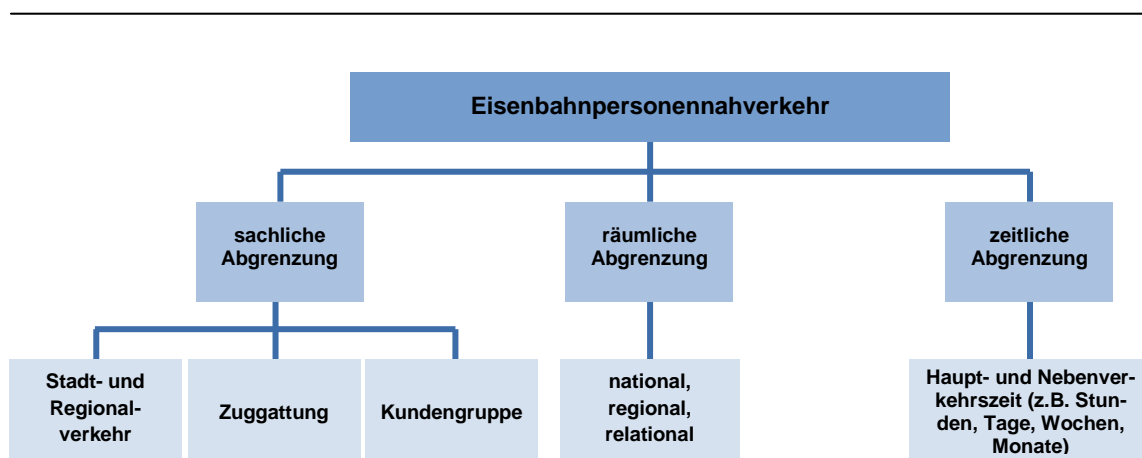 Eisenbahnpersonennahverkehr
sachliche
Abgrenzung
räumliche
Abgrenzung
zeitliche
Abgrenzung
Stadt- und
Regional-
verkehr
Zuggattung
Kundengruppe
national,
regional,
relational
Haupt- und Nebenver-
kehrszeit (z.B. Stun-
den, Tage, Wochen,
Monate)